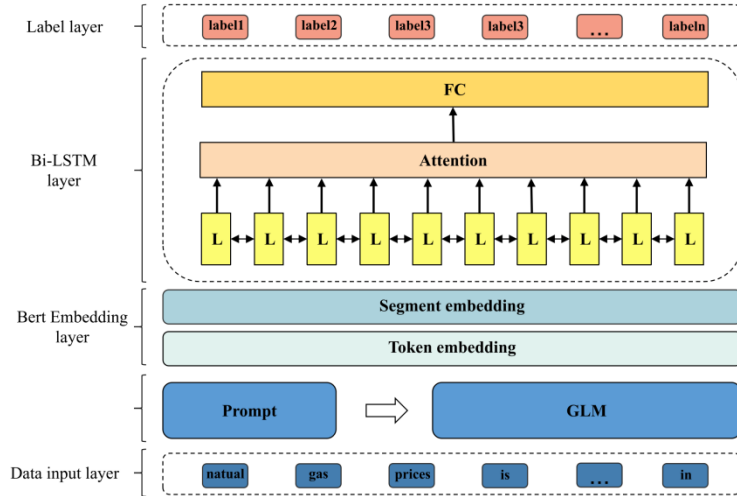 Label layer
label1 label2 label3 label3 ... labeln
FC
Bi-LSTM
layer
Attention
L L L L L L L L L L
Bert Embedding
layer
Segment embedding
Token embedding
Prompt GLM
Data input layer
natual gas prices is ... in